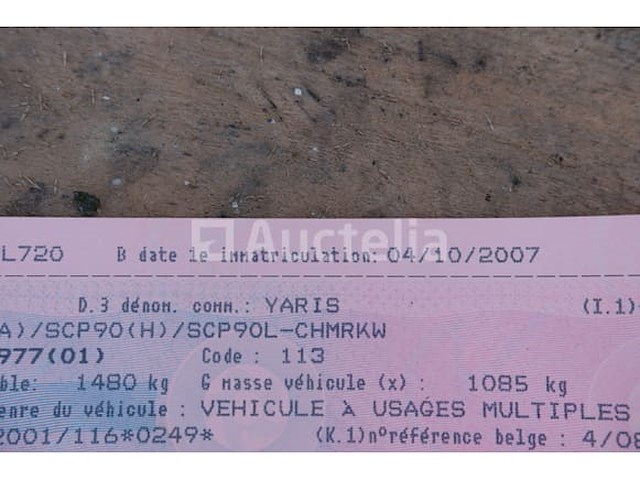 Auctelia
L720 B date 1e immatriculation: 04/10/2007
D.3 dénom. comm.: YARIS (I.1)
A)/SCP90(H)/SCP90L-CHMRKW
977(01) Code : 113
ble: 1480 kg G masse véhicule (x) : 1085 kg
enre du véhicule : VEHICULE A USAGES MULTIPLES
2001/116*0249* (K.1)n°référence belge : 4/08